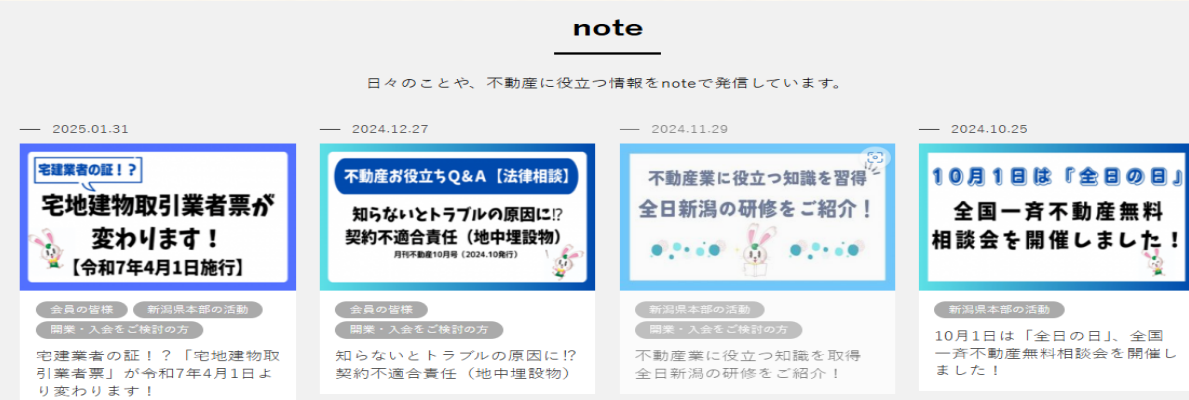 note
日々のことや、不動産に役立つ情報をnoteで発信しています。
2025.01.31
宅建業者の証！？
宅地建物取引業者票が
変わります！
【令和7年4月1日施行】
会員の皆様
新潟県本部の活動
開業・入会をご検討の方
宅建業者の証！？「宅地建物取
引業者票」が令和7年4月1日よ
り変わります！
2024.12.27
不動産お役立ちQ&A【法律相談】
知らないとトラブルの原因に!?
契約不適合責任（地中埋設物）
月刊不動産10月号（2024.10発行）
会員の皆様
開業・入会をご検討の方
知らないとトラブルの原因に!?
契約不適合責任（地中埋設物）
2024.11.29
不動産業に役立つ知識を習得
全日新潟の研修をご紹介！
新潟県本部の活動
開業・入会をご検討の方
不動産業に役立つ知識を取得
全日新潟の研修をご紹介！
2024.10.25
10月1日は「全日の日」
全国一斉不動産無料
相談会を開催しました！
新潟県本部の活動
10月1日は「全日の日」、全国
一斉不動産無料相談会を開催し
ました！